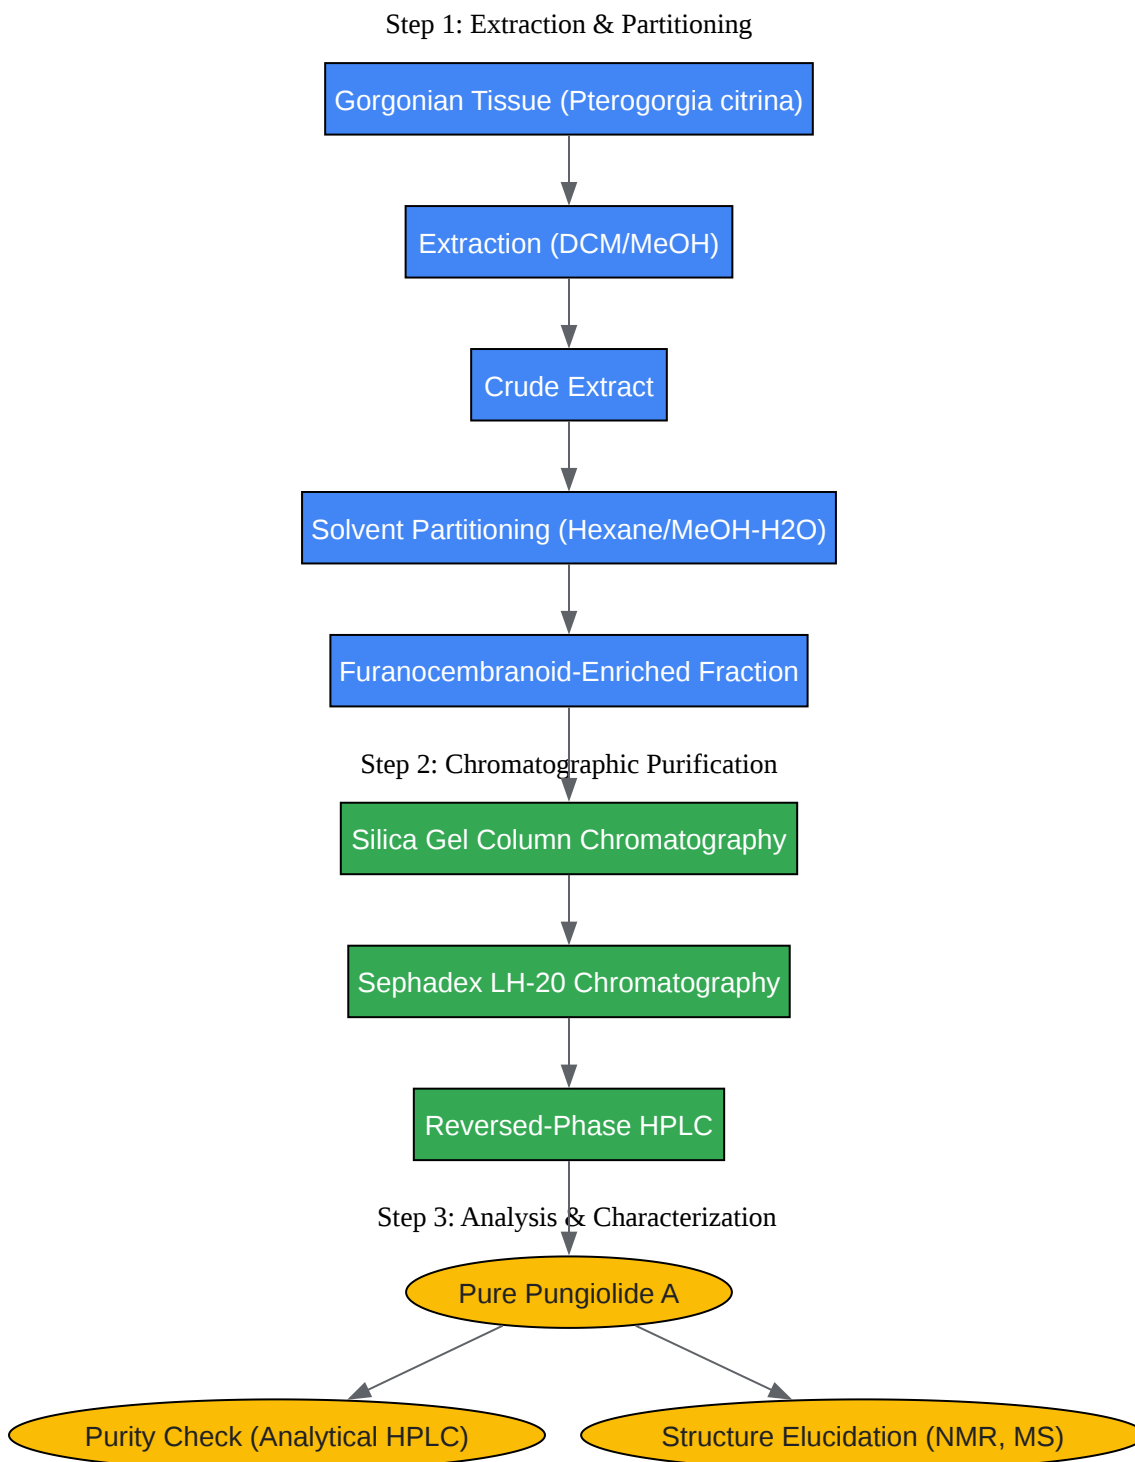 Step 1: Extraction & Partitioning
Gorgonian Tissue (Pterogorgia citrina)
Extraction (DCM/MeOH)
Crude Extract
Solvent Partitioning (Hexane/MeOH-H2O)
Furanocembranoid-Enriched Fraction
Step 2: Chromatographic Purification
Silica Gel Column Chromatography
Sephadex LH-20 Chromatography
Reversed-Phase HPLC
Step 3: Analysis & Characterization
Pure Pungiolide A
Purity Check (Analytical HPLC)
Structure Elucidation (NMR, MS)